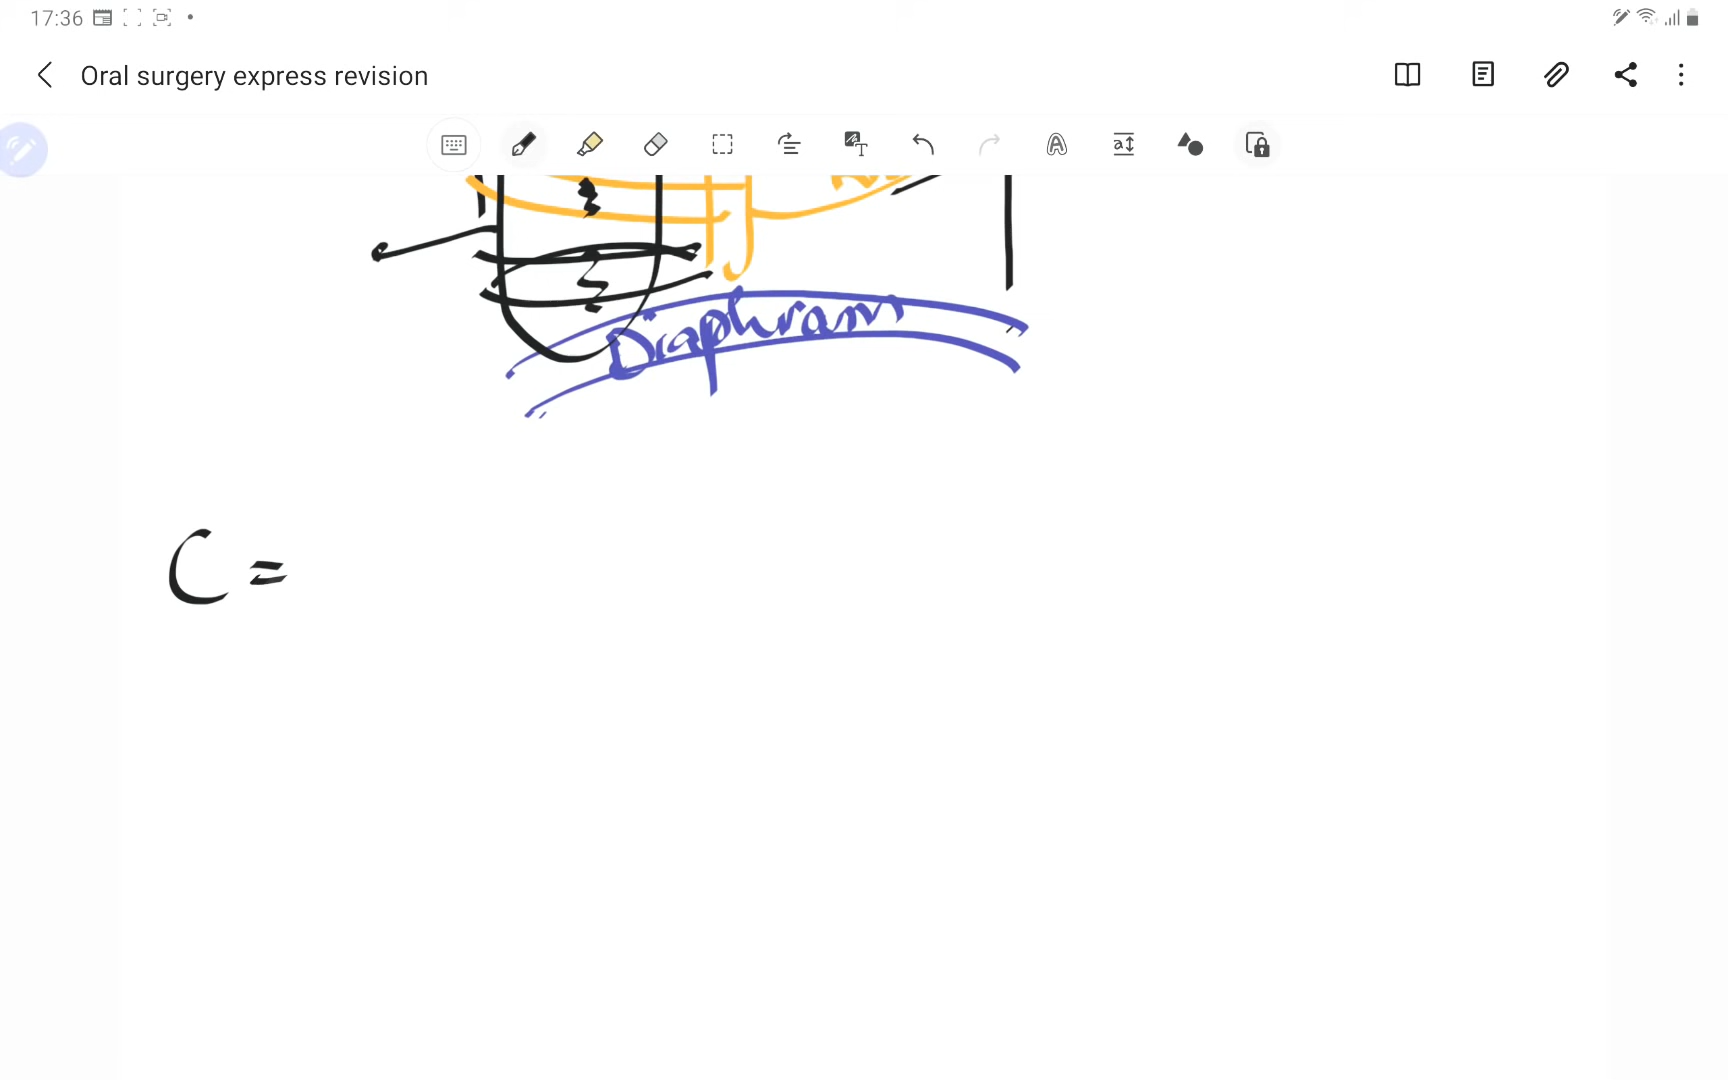 17:36
Oral surgery express revision
Diaphram
C =